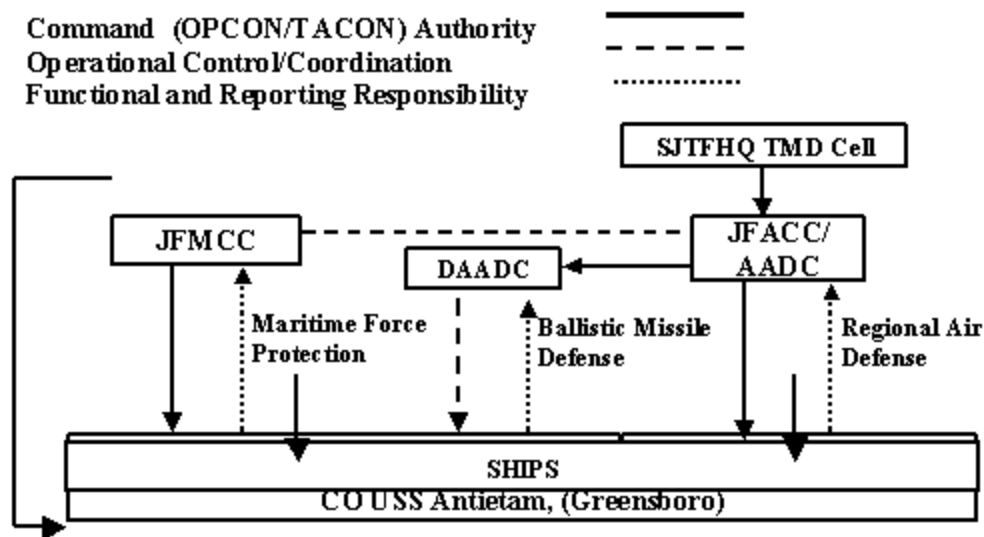 Command (OPCON/TACON) Authority
Operational Control/Coordination
Functional and Reporting Responsibility
SJTFHQ TMD Cell
JFMCC
JFACC/
AADC
DAADC
Maritime Force
Protection
Ballistic Missile
Defense
Regional Air
Defense
SHIPS
CO USS Antietam, (Greensboro)